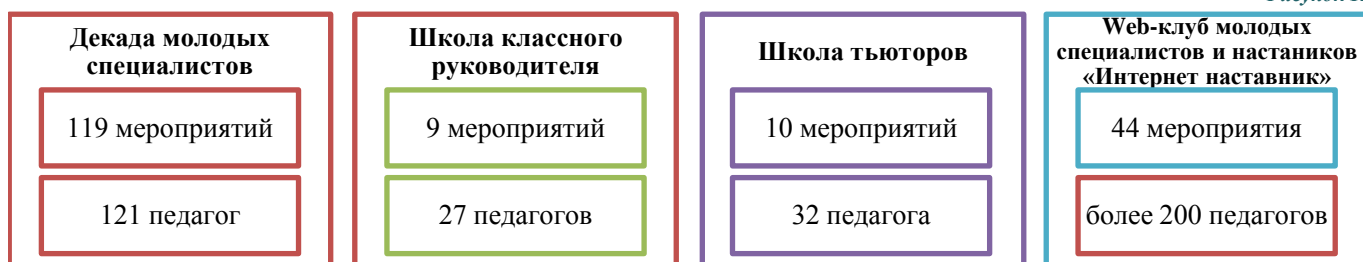 Декада молодых
специалистов
119 мероприятий
121 педагог
Школа классного
руководителя
9 мероприятий
27 педагогов
Школа тьюторов
10 мероприятий
32 педагога
Web-клуб молодых
специалистов и настаников
«Интернет наставник»
44 мероприятия
более 200 педагогов